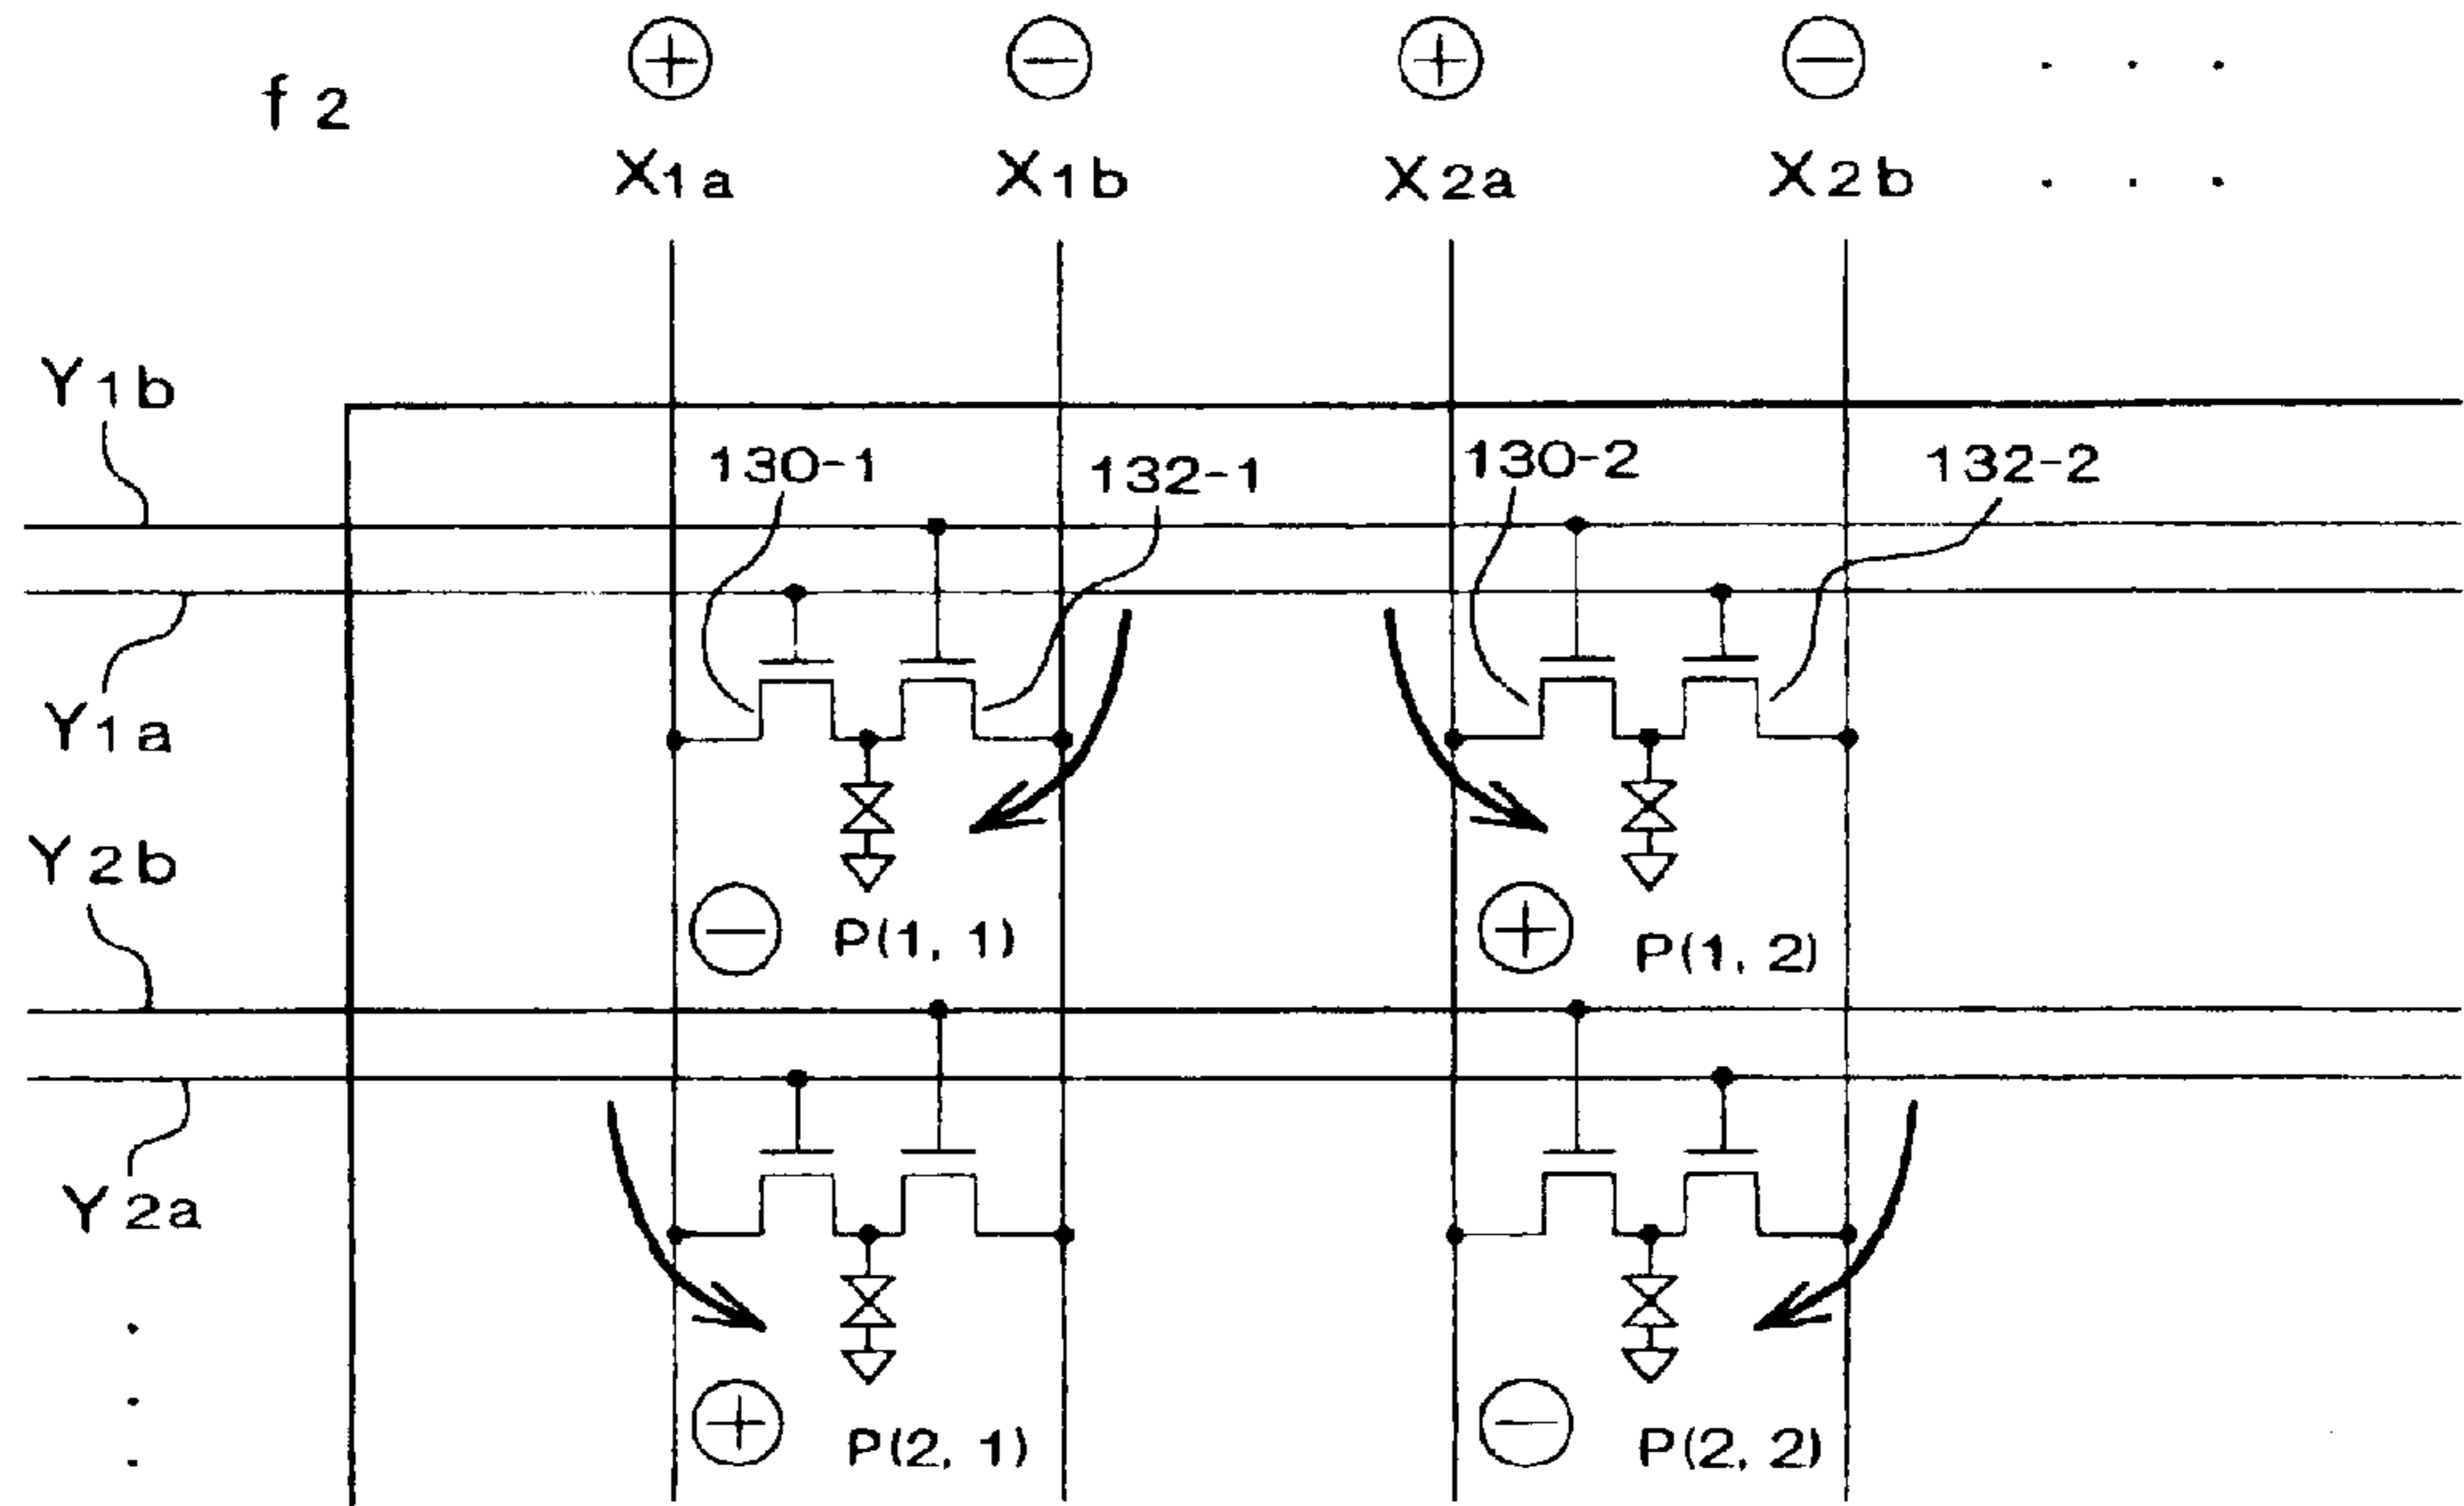 f2
⊕ ⊖ ⊕ ⊖ . . .
X1a X1b X2a X2b . . .
Y1b
130-1 132-1 130-2 132-2
Y1a
Y2b
⊖ P(1, 1) ⊕ P(1, 2)
Y2a
⊕ P(2, 1) ⊖ P(2, 2)